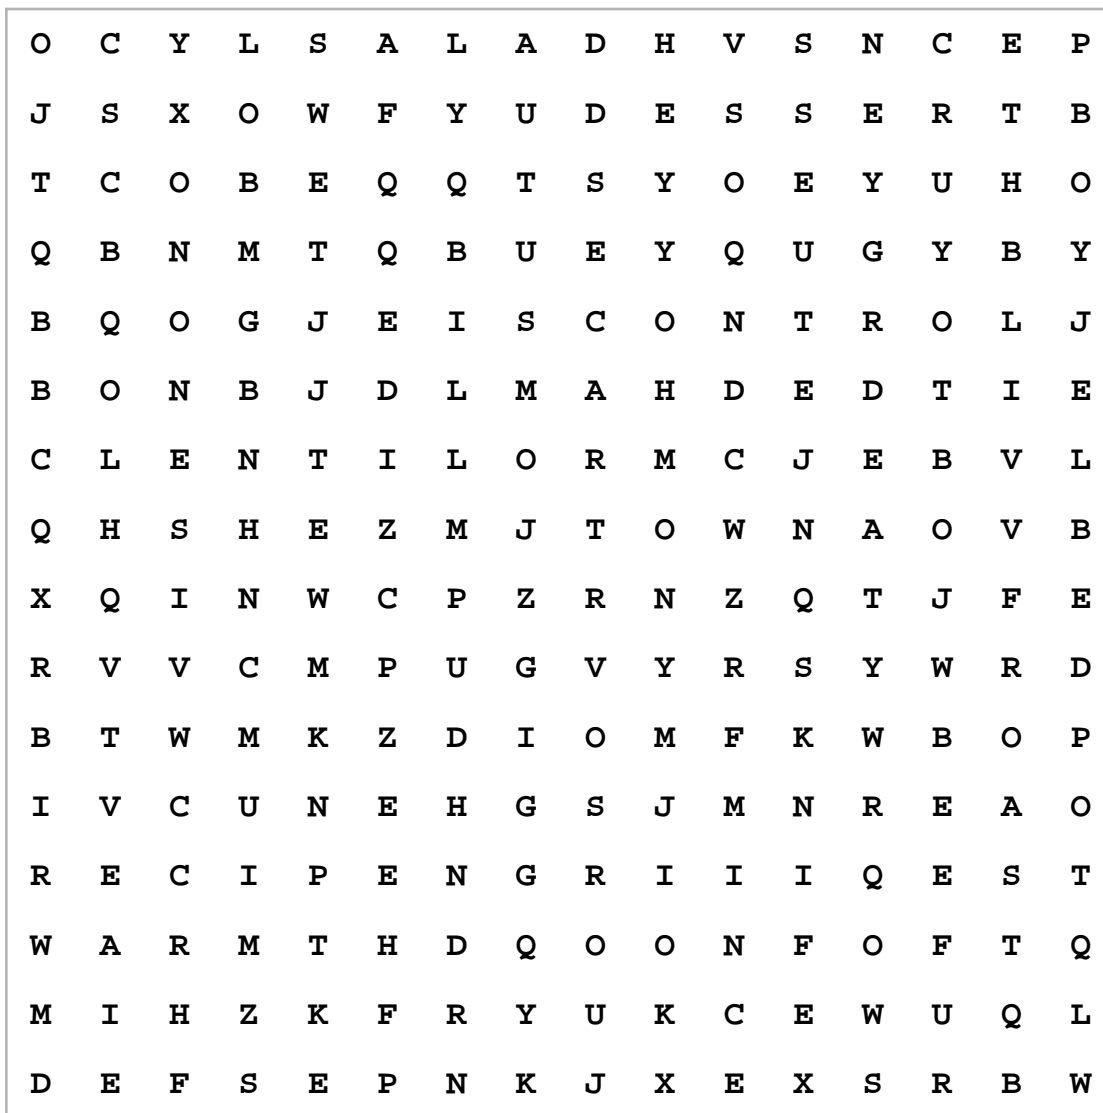 O C Y L S A L A D H V S N C E P
J S X O W F Y U D E S S E R T B
T C O B E Q Q T S Y O E Y U H O
Q B N M T Q B U E Y Q U G Y B Y
B Q O G J E I S C O N T R O L J
B O N B J D L M A H D E D T I E
C L E N T I L O R M C J E B V L
Q H S H E Z M J T O W N A O V B
X Q I N W C P Z R N Z Q T J F E
R V V C M P U G V Y R S Y W R D
B T W M K Z D I O M F K W B O P
I V C U N E H G S J M N R E A O
R E C I P E N G R I I I Q E S T
W A R M T H D Q O O N F O F T Q
M I H Z K F R Y U K C E W U Q L
D E F S E P N K J X E X S R B W